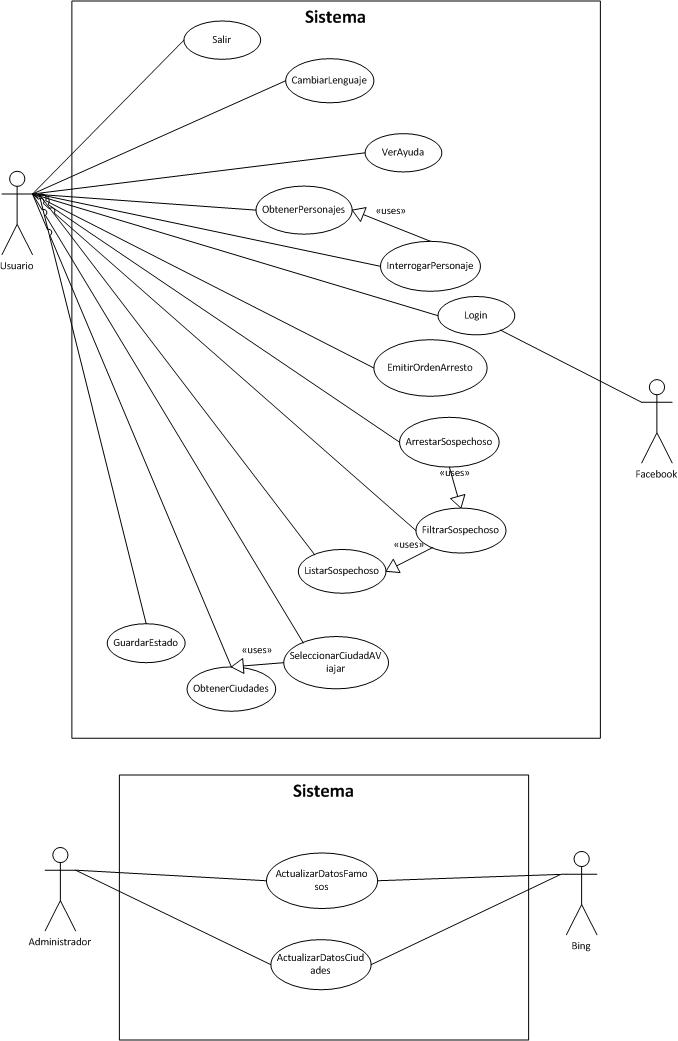 Sistema
Salir
CambiarLenguaje
VerAyuda
ObtenerPersonajes
«uses»
InterrogarPersonaje
Usuario
Login
EmitirOrdenArresto
ArrestarSospechoso
Facebook
«uses»
FiltrarSospechoso
«uses»
ListarSospechoso
GuardarEstado
«uses»
SeleccionarCiudadAV
iajar
ObtenerCiudades
Sistema
ActualizarDatosFamo
sos
Administrador
Bing
ActualizarDatosCiud
ades